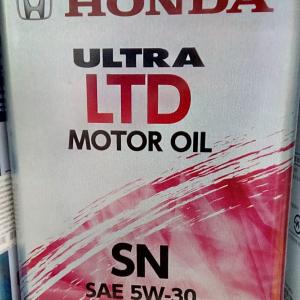 HONDA
ULTRA
LTD
MOTOR OIL
SN
SAE 5W-30